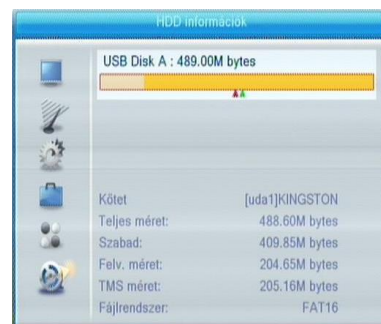 HDD információk
USB Disk A : 489.00M bytes
Kötet [uda1]KINGSTON
Teljes méret: 488.60M bytes
Szabad: 409.85M bytes
Felv. méret: 204.65M bytes
TMS méret: 205.16M bytes
Fájlrendszer: FAT16